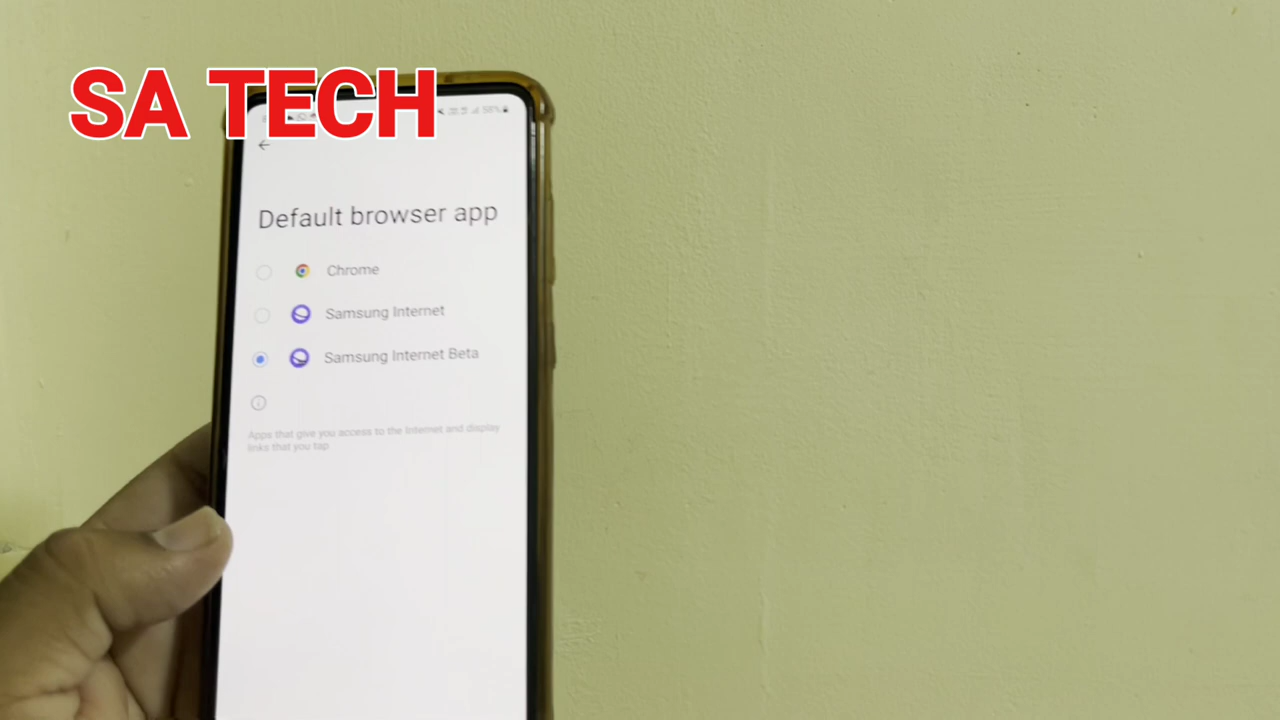 SA TECH
58%
Default browser app
Chrome
Samsung Internet
Samsung Internet Beta
Apps that give you access to the Internet and display
links that you tap